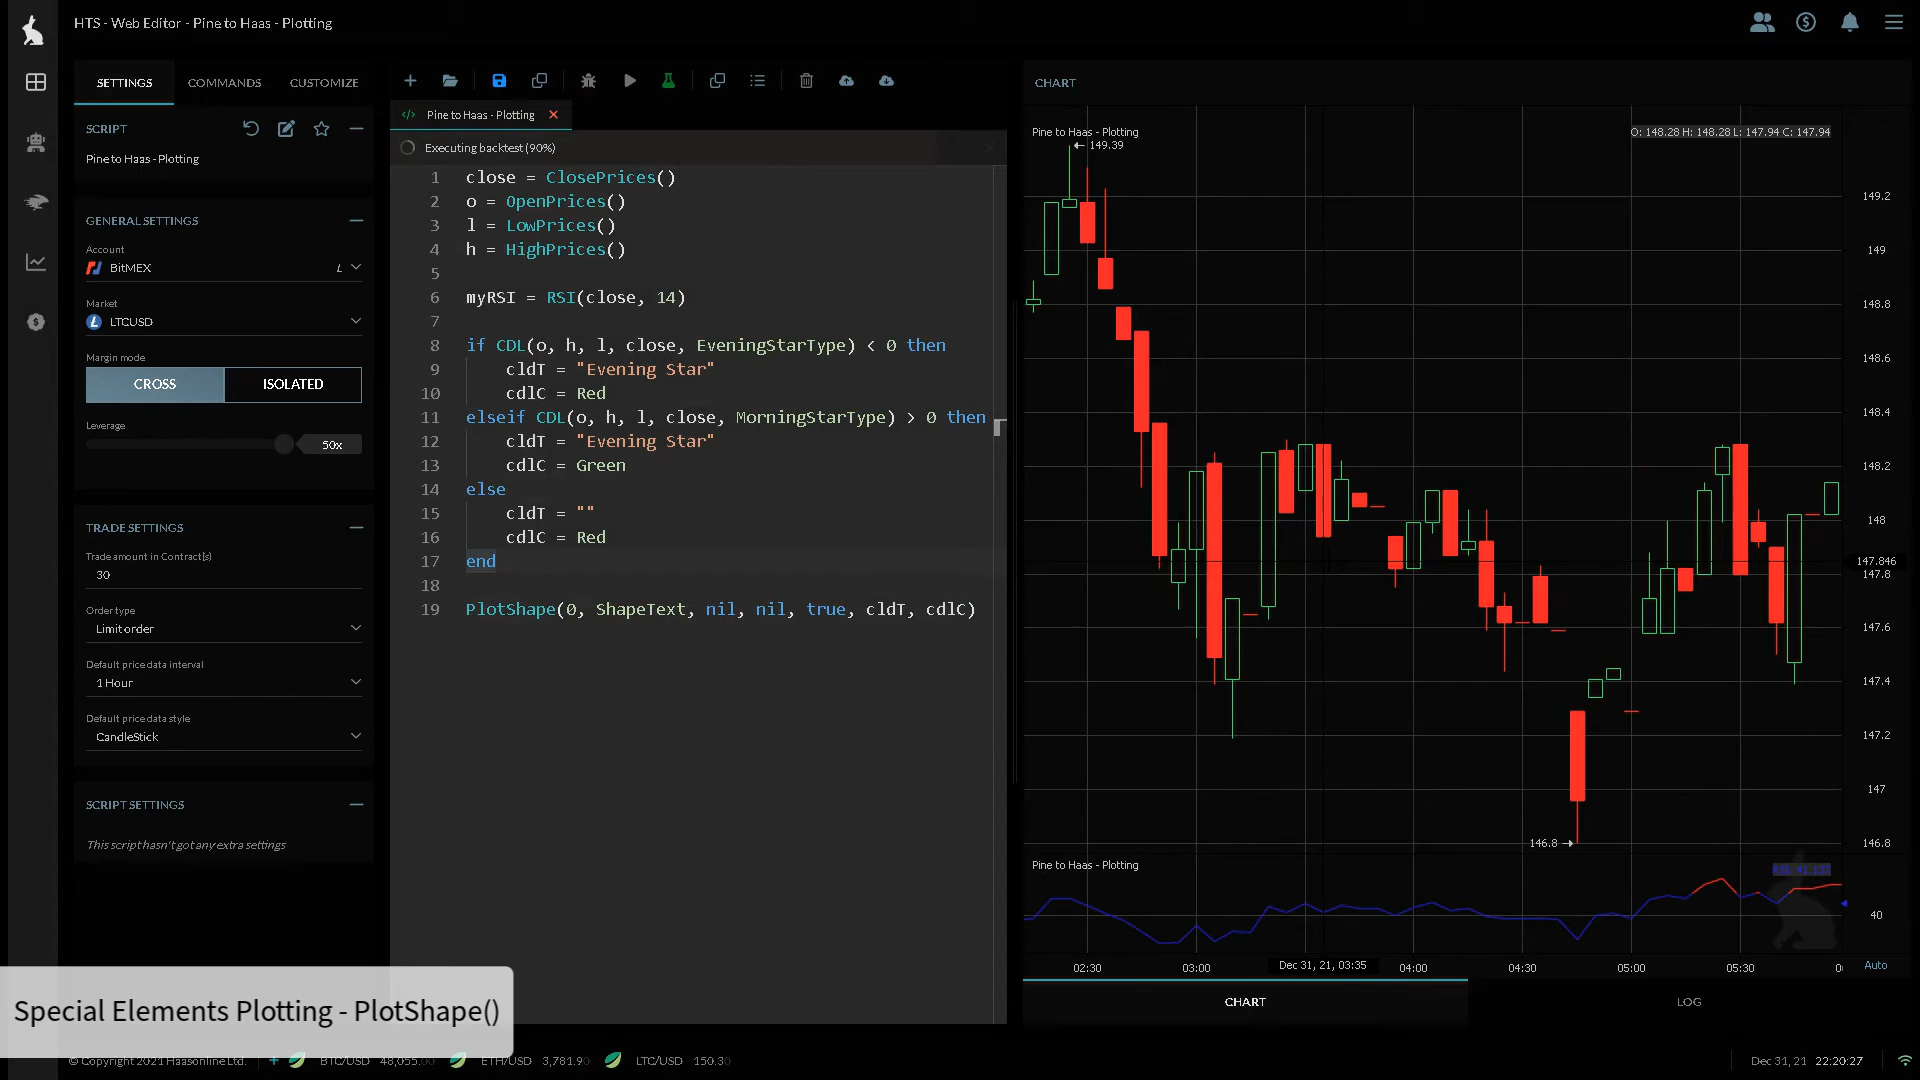 HTS - Web Editor - Pine to Haas - Plotting
SETTINGS
COMMANDS
CUSTOMIZE
SCRIPT
Pine to Haas - Plotting
GENERAL SETTINGS
Account
BitMEX
L
Market
LTCUSD
Margin mode
CROSS
ISOLATED
Leverage
50x
TRADE SETTINGS
Trade amount in Contract(s)
30
Order type
Limit order
Default price data interval
1 Hour
Default price data style
CandleStick
SCRIPT SETTINGS
This script hasn't got any extra settings
Pine to Haas - Plotting
Executing backtest (90%)
1 close = ClosePrices()
2 o = OpenPrices()
3 l = LowPrices()
4 h = HighPrices()
5
6 myRSI = RSI(close, 14)
7
8 if CDL(o, h, l, close, EveningStarType) < 0 then
9 cldT = "Evening Star"
10 cdlC = Red
11 elseif CDL(o, h, l, close, MorningStarType) > 0 then
12 cldT = "Evening Star"
13 cdlC = Green
14 else
15 cldT = ""
16 cdlC = Red
17 end
18
19 PlotShape(0, ShapeText, nil, nil, true, cldT, cdlC)
CHART
Pine to Haas - Plotting
O: 148.28 H: 148.28 L: 147.94 C: 147.94
149.39
149.2
149
148.8
148.6
148.4
148.2
148
147.846
147.8
147.6
147.4
147.2
147
146.8
146.8
Pine to Haas - Plotting
40
02:30
03:00
Dec 31, 21, 03:35
04:00
04:30
05:00
05:30
Auto
CHART
LOG
Special Elements Plotting - PlotShape()
© Copyright 2021 Haasonline Ltd.
BTC/USD 48,055.00
ETH/USD 3,781.90
LTC/USD 150.30
Dec 31, 21 22:20:27